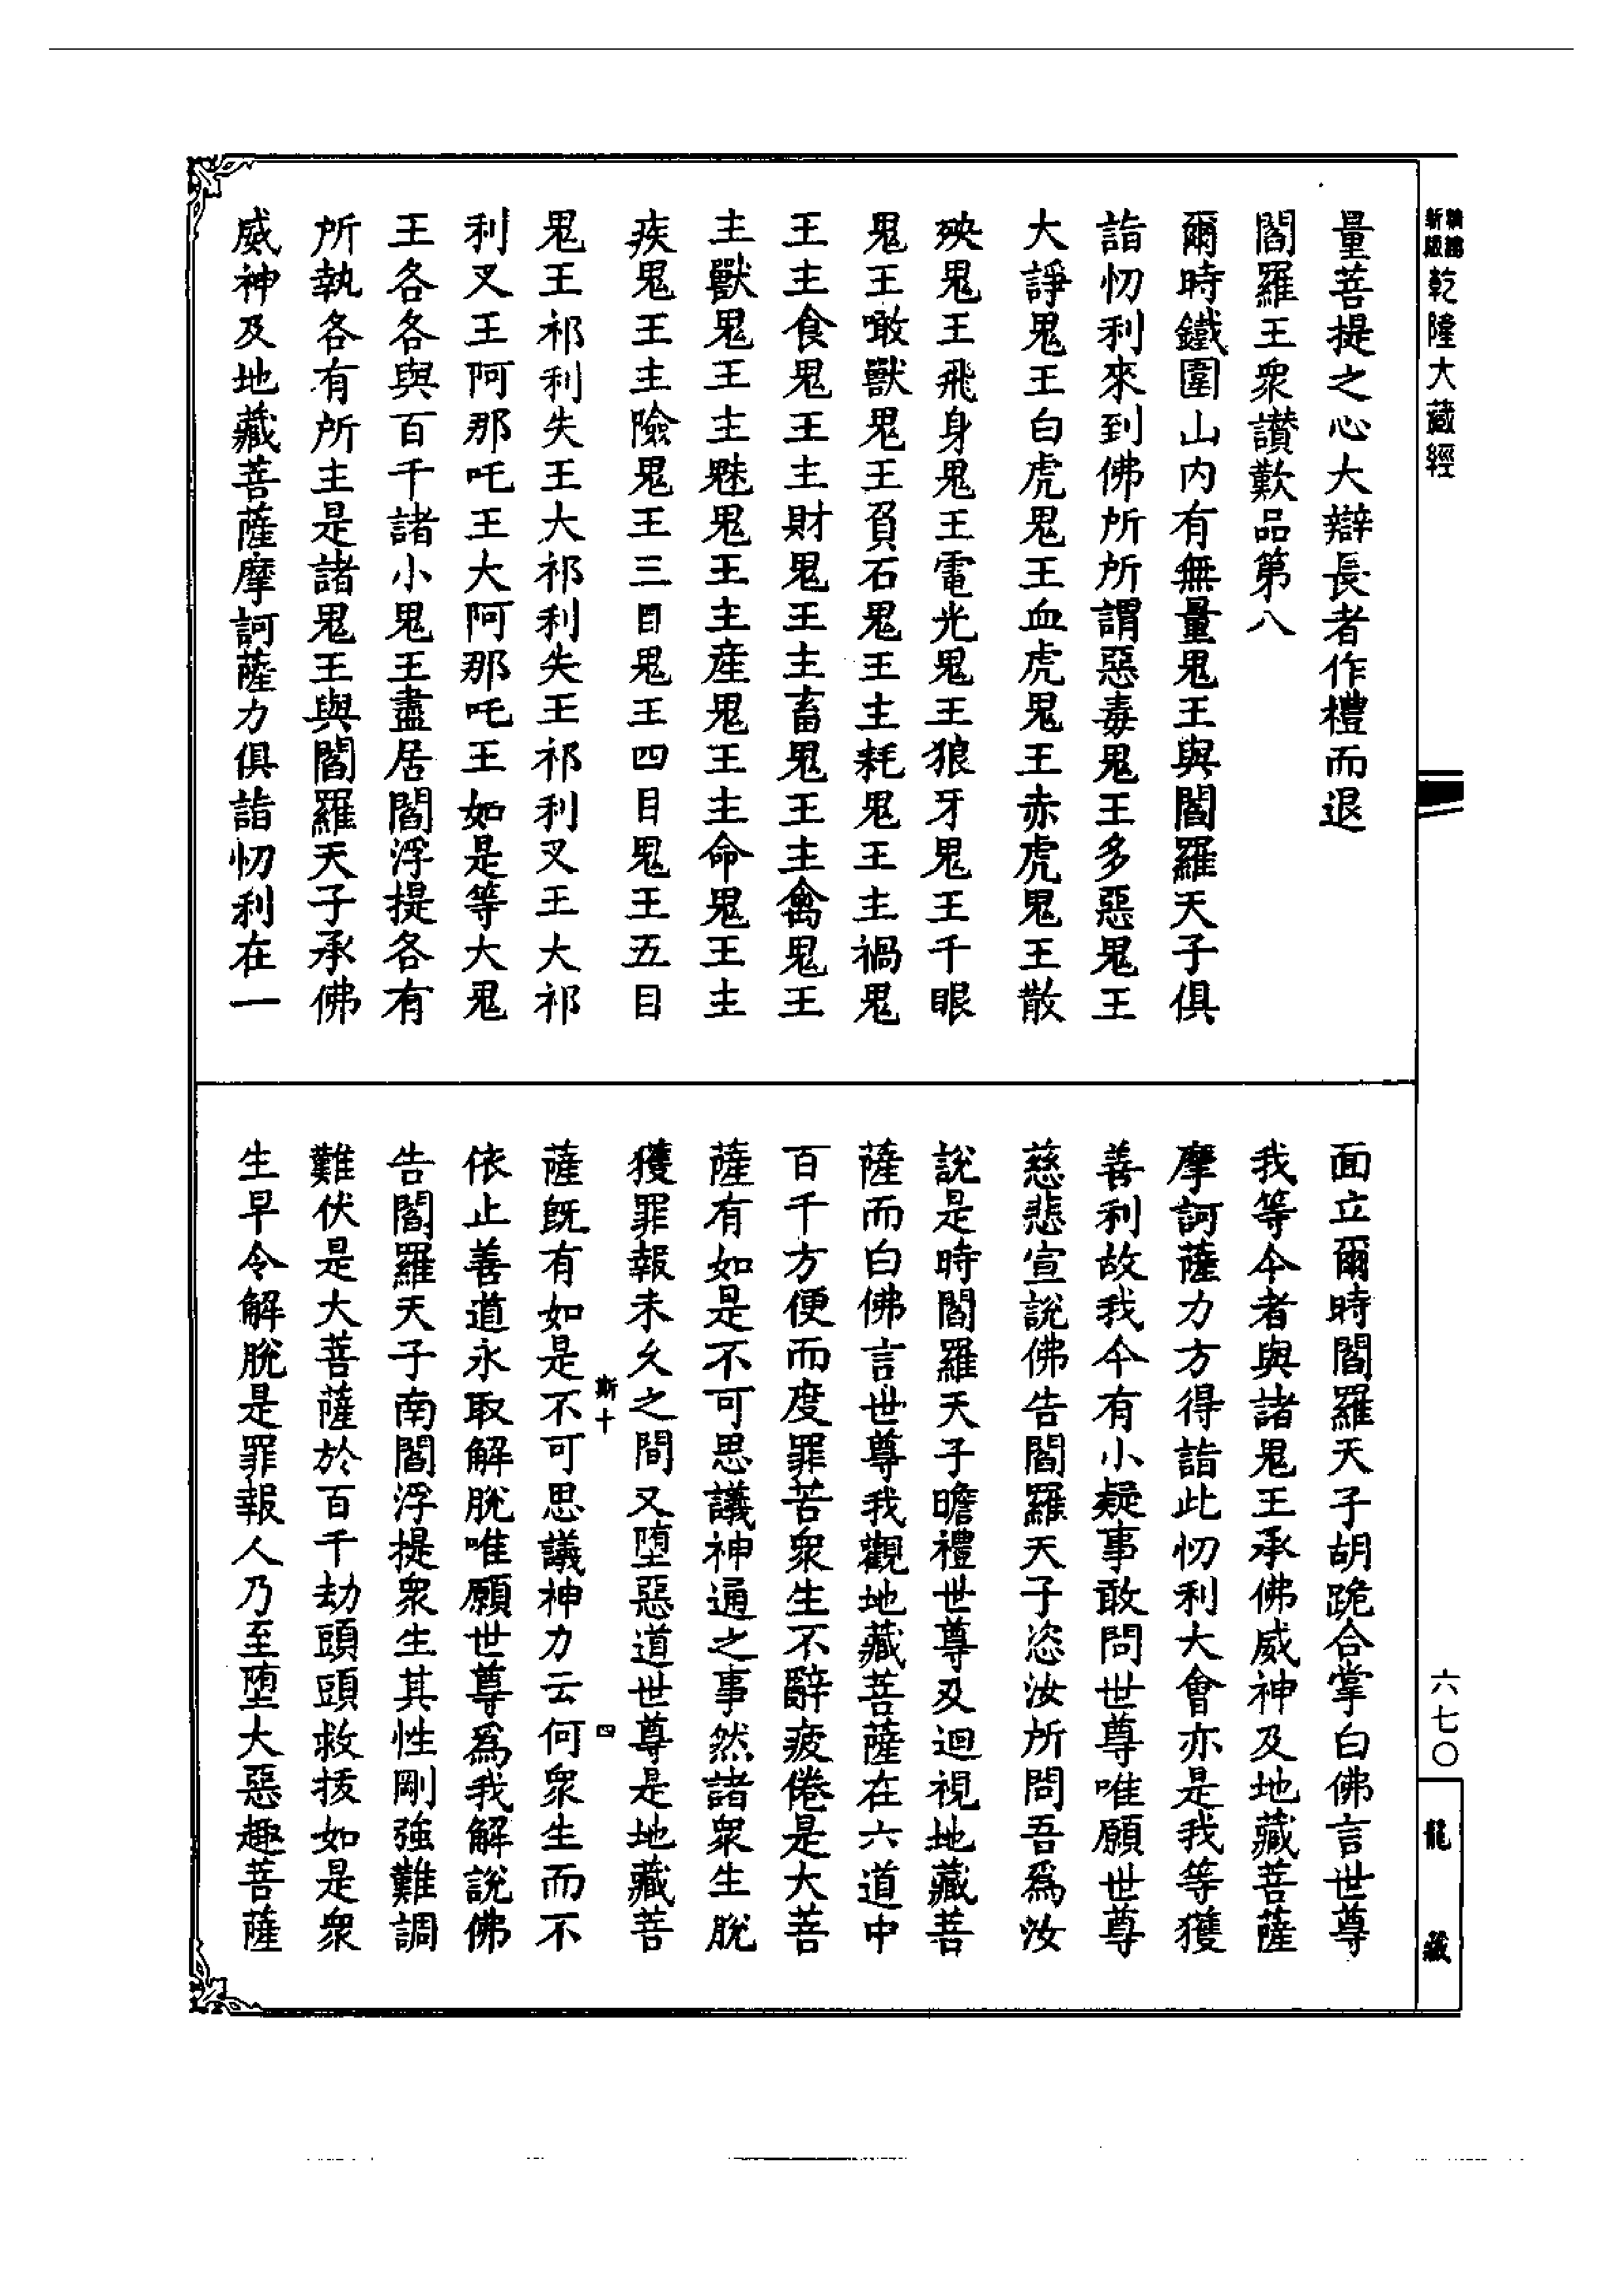 新版
乾隆大藏經
量菩提之心大辯長者作禮而退
閻羅王衆讃歎品第八
爾時鐵圍山内有無量鬼王與閻羅天子俱
詣忉利來到佛所所謂惡毒鬼王多惡鬼王
大諍鬼王白虎鬼王血虎鬼王赤虎鬼王散
殃鬼王飛身鬼王電光鬼王狼牙鬼王千眼
鬼王噉獸鬼王負石鬼王主耗鬼王主禍鬼
王主食鬼王主財鬼王主畜鬼王主禽鬼王
主獸鬼王主魅鬼王主產鬼王主命鬼王主
疾鬼王主險鬼王三目鬼王四目鬼王五目
鬼王祁利失王大祁利失王祁利叉王大祁
利叉王阿那吒王大阿那吒王如是等大鬼
王各各與百千諸小鬼王盡居閻浮提各有
所執各有所主是諸鬼王與閻羅天子承佛
威神及地藏菩薩摩訶薩力俱詣忉利在一
面立爾時閻羅天子胡跪合掌白佛言世尊
我等今者與諸鬼王承佛威神及地藏菩薩
摩訶薩力方得詣此忉利大會亦是我等獲
善利故我今有小疑事敢問世尊唯願世尊
慈悲宣說佛告閻羅天子恣汝所問吾爲汝
說是時閻羅天子瞻禮世尊及迴視地藏菩
薩而白佛言世尊我觀地藏菩薩在六道中
百千方便而度罪苦衆生不辭疲倦是大菩
薩有如是不可思議神通之事然諸衆生脫
獲罪報未久之間又墮惡道世尊是地藏菩
斯十
四
薩旣有如是不可思議神力云何衆生而不
依止善道永取解脫唯願世尊爲我解說佛
告閻羅天子南閻浮提衆生其性剛強難調
難伏是大菩薩於百千劫頭頭救拔如是衆
生早令解脫是罪報人乃至墮大惡趣菩薩
六七〇
龍藏